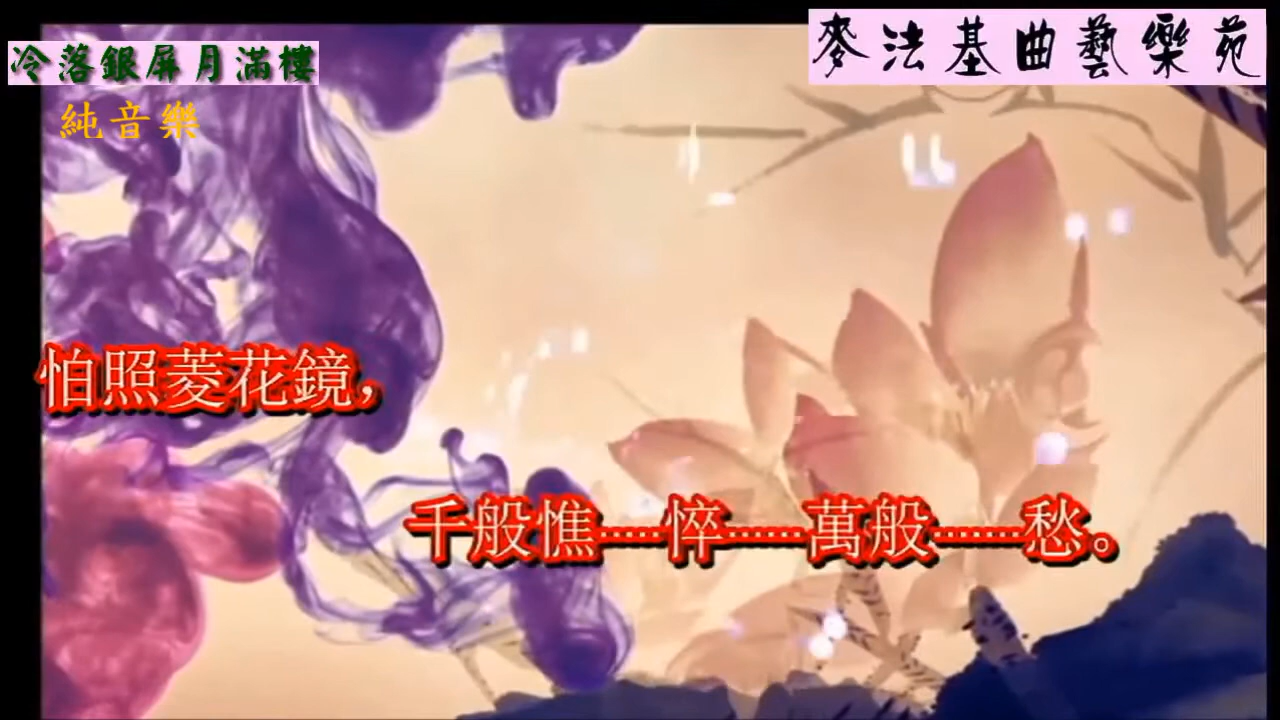 冷落銀屏月滿樓
麥法基曲藝樂苑
純音樂
怕照菱花鏡，
千般憔……悴……萬般……愁。